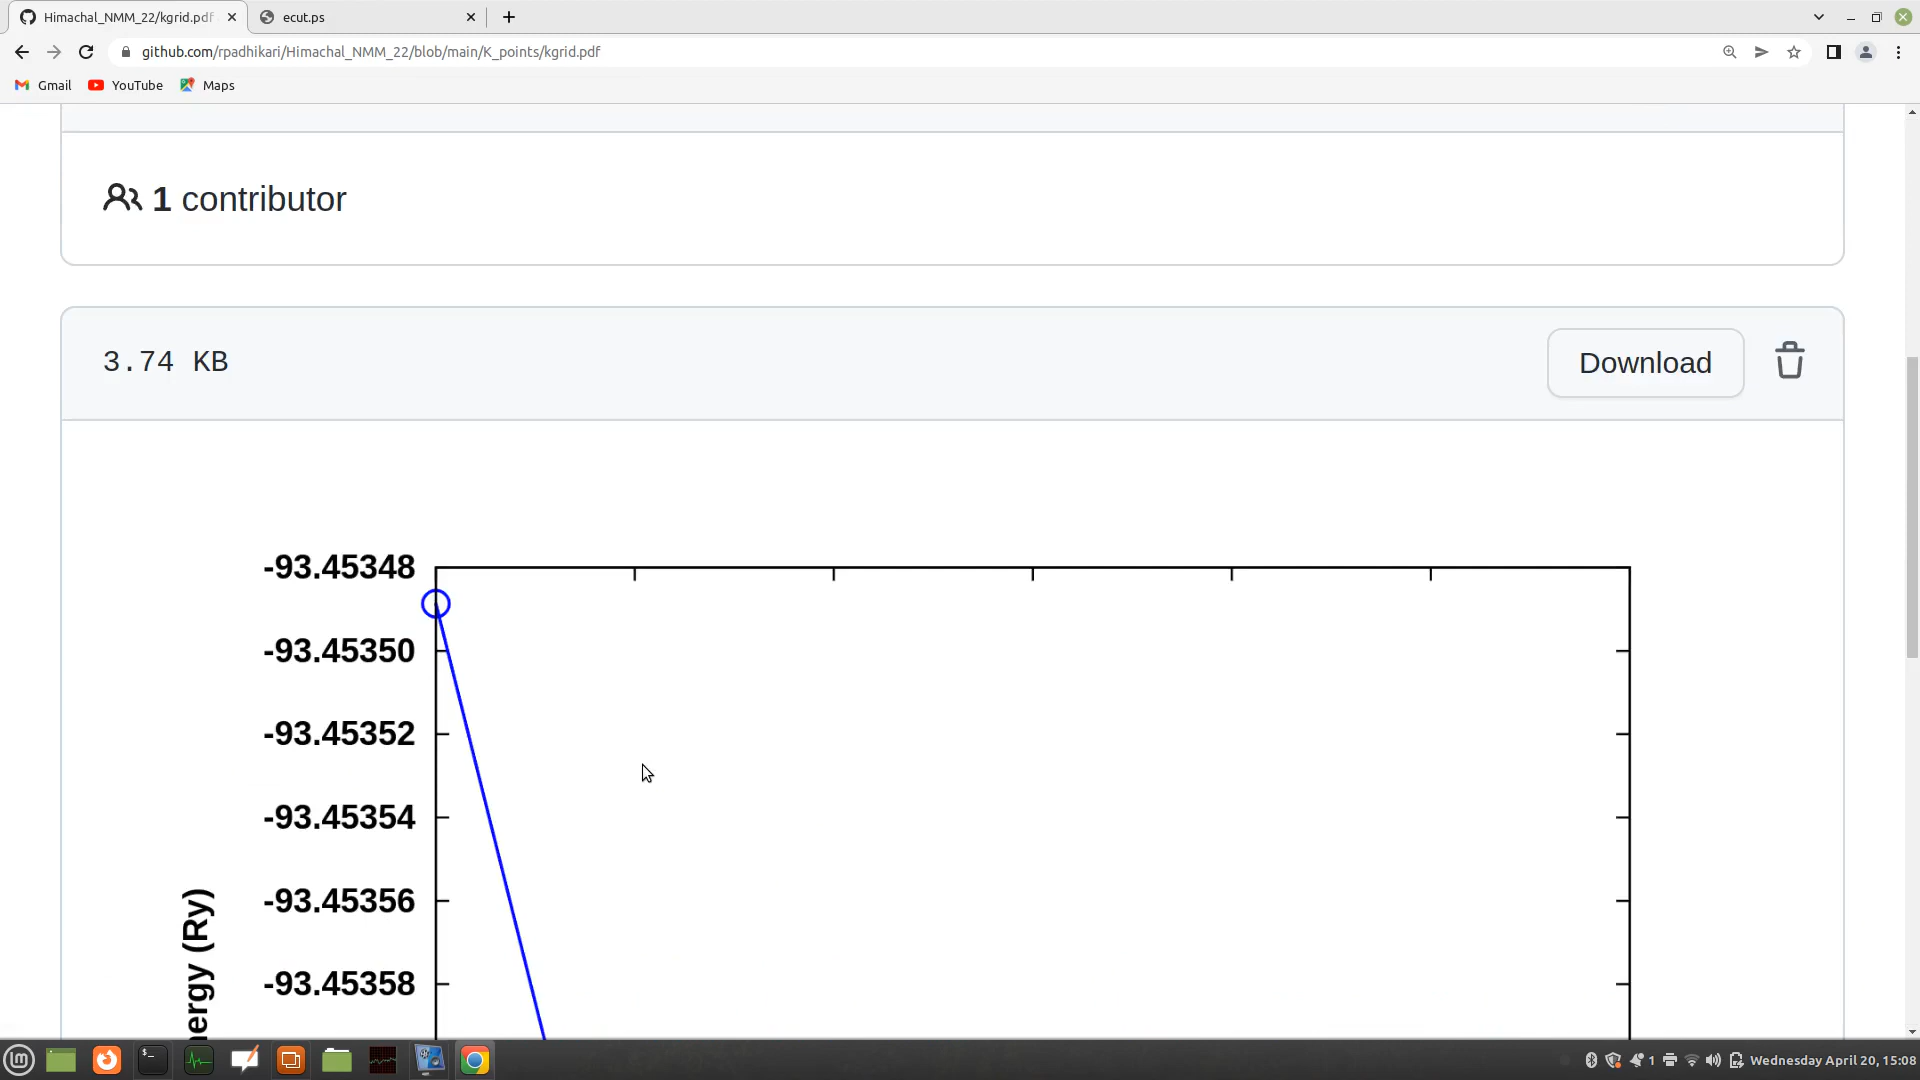 Himachal_NMM_22/kgrid.pdf
ecut.ps
github.com/rpadhikari/Himachal_NMM_22/blob/main/K_points/kgrid.pdf
Gmail YouTube Maps
1 contributor
3.74 KB
Download
-93.45348
-93.45350
-93.45352
-93.45354
-93.45356
-93.45358
nergy (Ry)
1 Wednesday April 20, 15:08